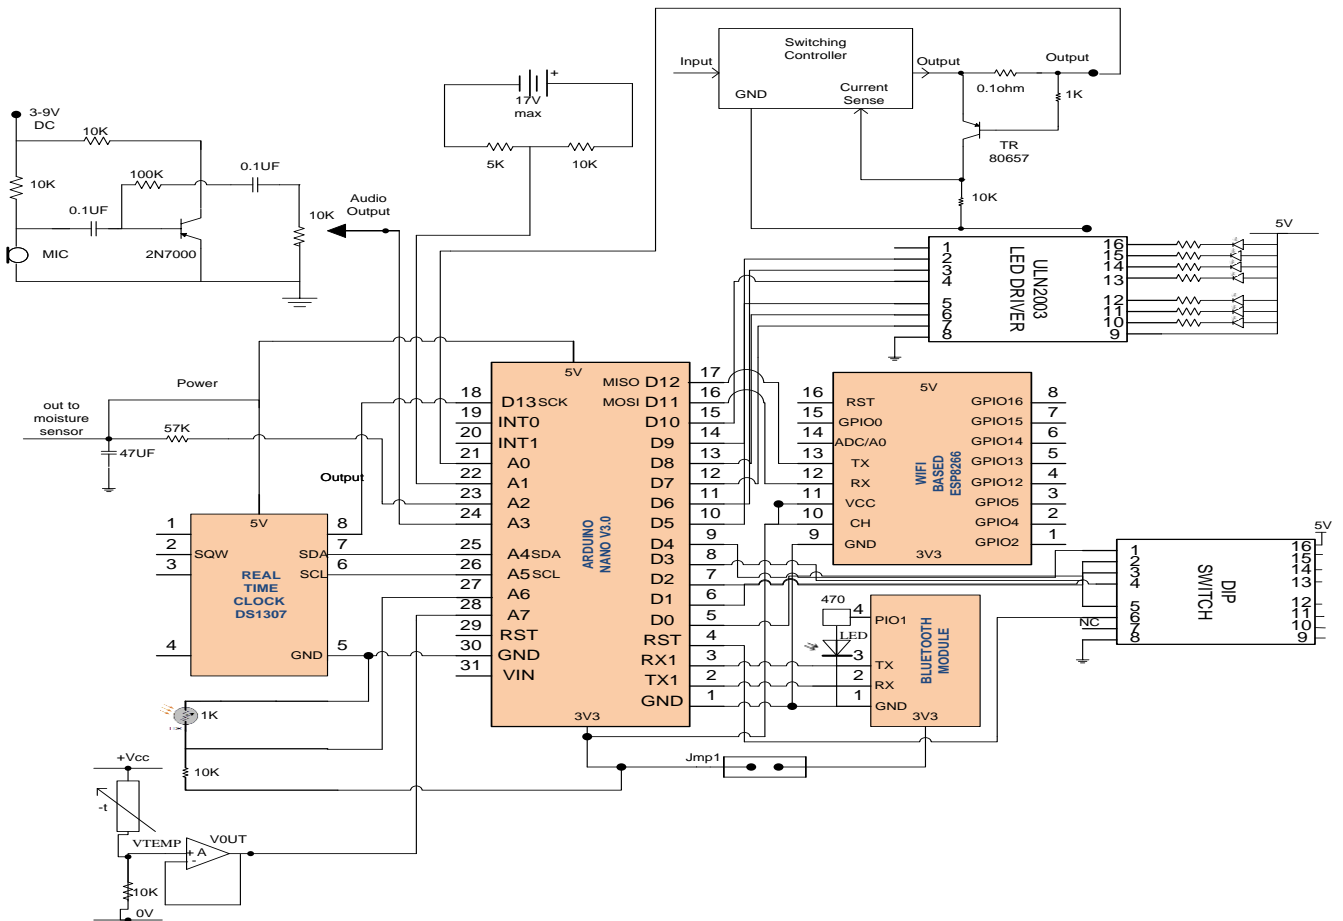 Switching
Controller
Input
Output
Output
GND
Current
Sense
0.1ohm
1K
TR
80657
10K
+
17V
max
5K
10K
3-9V
DC
10K
10K
100K
0.1UF
0.1UF
10K
Audio
Output
MIC
2N7000
5V
ULN2003
LED DRIVER
1
2
3
4
5
6
7
8
16
15
14
13
12
11
10
9
Power
out to
moisture
sensor
57K
47UF
Output
5V
SQW
SDA
SCL
REAL
TIME
CLOCK
DS1307
GND
1
2
3
4
8
7
6
5
5V
ARDUINO
NANO V3.0
18 D13SCK
19 INT0
20 INT1
21 A0
22 A1
23 A2
24 A3
25 A4SDA
26 A5SCL
27 A6
28 A7
29 RST
30 GND
31 VIN
MISO D12 17
MOSI D11 16
D10 15
D9 14
D8 13
D7 12
D6 11
D5 10
D4 9
D3 8
D2 7
D1 6
D0 5
RST 4
RX1 3
TX1 2
GND 1
3V3
5V
WIFI
BASED
ESP8266
16 RST
15 GPIO0
14 ADC/A0
13 TX
12 RX
11 VCC
10 CH
9 GND
GPIO16 8
GPIO15 7
GPIO14 6
GPIO13 5
GPIO12 4
GPIO5 3
GPIO4 2
GPIO2 1
3V3
5V
DIP
SWITCH
1
2
3
4
5
6
NC 7
8
16
15
14
13
12
11
10
9
470
LED
4 PIO1
3 TX
2 RX
1 GND
BLUETOOTH
MODULE
3V3
Jmp1
1K
10K
+Vcc
-t
VTEMP
V0UT
+ A
-
10K
0V